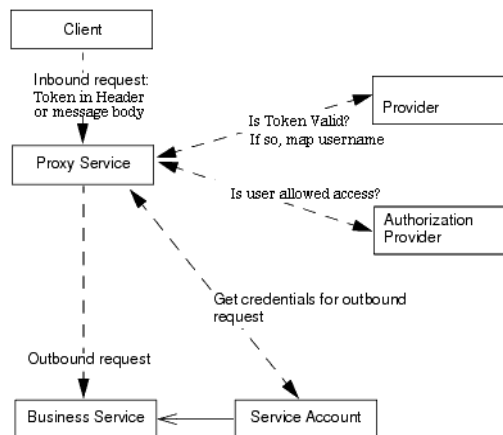 Client
Inbound request:
Token in Header
or message body
Provider
Is Token Valid?
If so, map username
Proxy Service
Is user allowed access?
Authorization
Provider
Get credentials for outbound
request
Outbound request
Business Service
Service Account